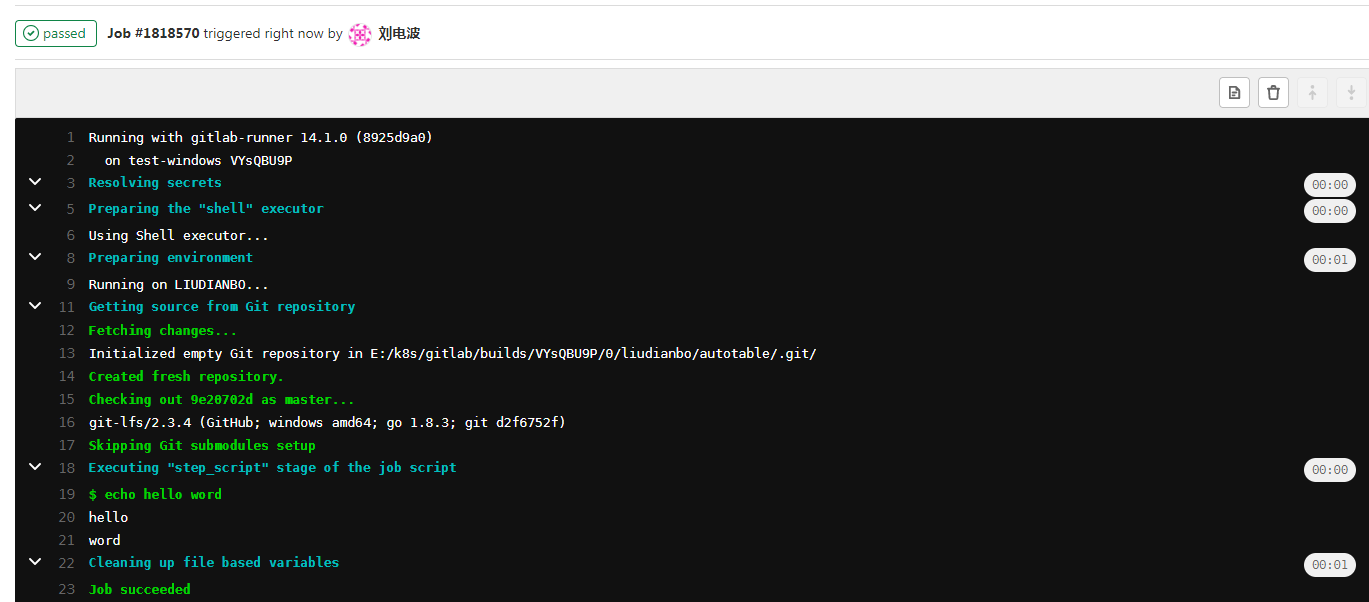 passed Job #1818570 triggered right now by 刘电波
1 Running with gitlab-runner 14.1.0 (8925d9a0)
2 on test-windows VYsQBU9P
3 Resolving secrets 00:00
5 Preparing the "shell" executor 00:00
6 Using Shell executor...
8 Preparing environment 00:01
9 Running on LIUDIANBO...
11 Getting source from Git repository
12 Fetching changes...
13 Initialized empty Git repository in E:/k8s/gitlab/builds/VYsQBU9P/0/liudianbo/autotable/.git/
14 Created fresh repository.
15 Checking out 9e20702d as master...
16 git-lfs/2.3.4 (GitHub; windows amd64; go 1.8.3; git d2f6752f)
17 Skipping Git submodules setup
18 Executing "step_script" stage of the job script 00:00
19 $ echo hello word
20 hello
21 word
22 Cleaning up file based variables 00:01
23 Job succeeded